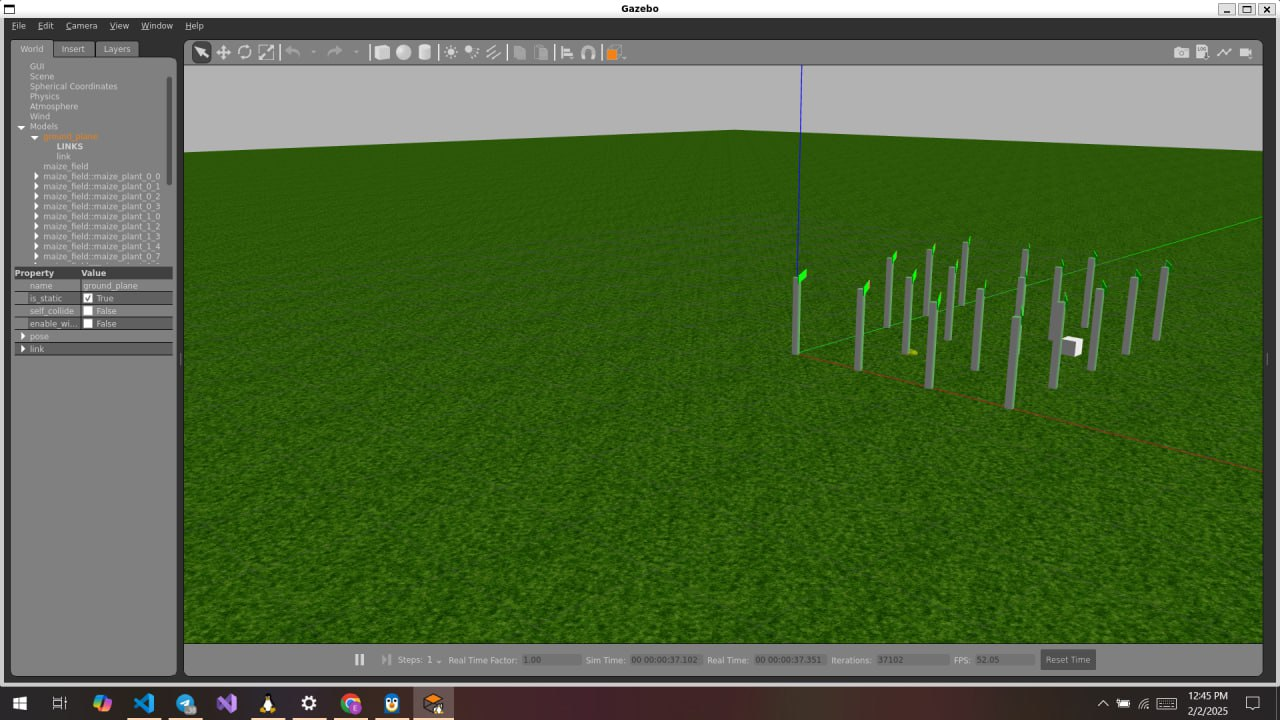 Gazebo
File Edit Camera View Window Help
World Insert Layers
GUI
Scene
Spherical Coordinates
Physics
Atmosphere
Wind
Models
ground_plane
LINKS
link
maize_field
maize_field::maize_plant_0_0
maize_field::maize_plant_0_1
maize_field::maize_plant_0_2
maize_field::maize_plant_0_3
maize_field::maize_plant_1_0
maize_field::maize_plant_1_2
maize_field::maize_plant_1_3
maize_field::maize_plant_1_4
maize_field::maize_plant_0_7
Property Value
name ground_plane
is_static True
self_collide False
enable_wi... False
pose
link
Steps: 1 Real Time Factor: 1.00 Sim Time: 00 00:00:37.102 Real Time: 00 00:00:37.351 Iterations: 37102 FPS: 52.05 Reset Time
12:45 PM
2/2/2025